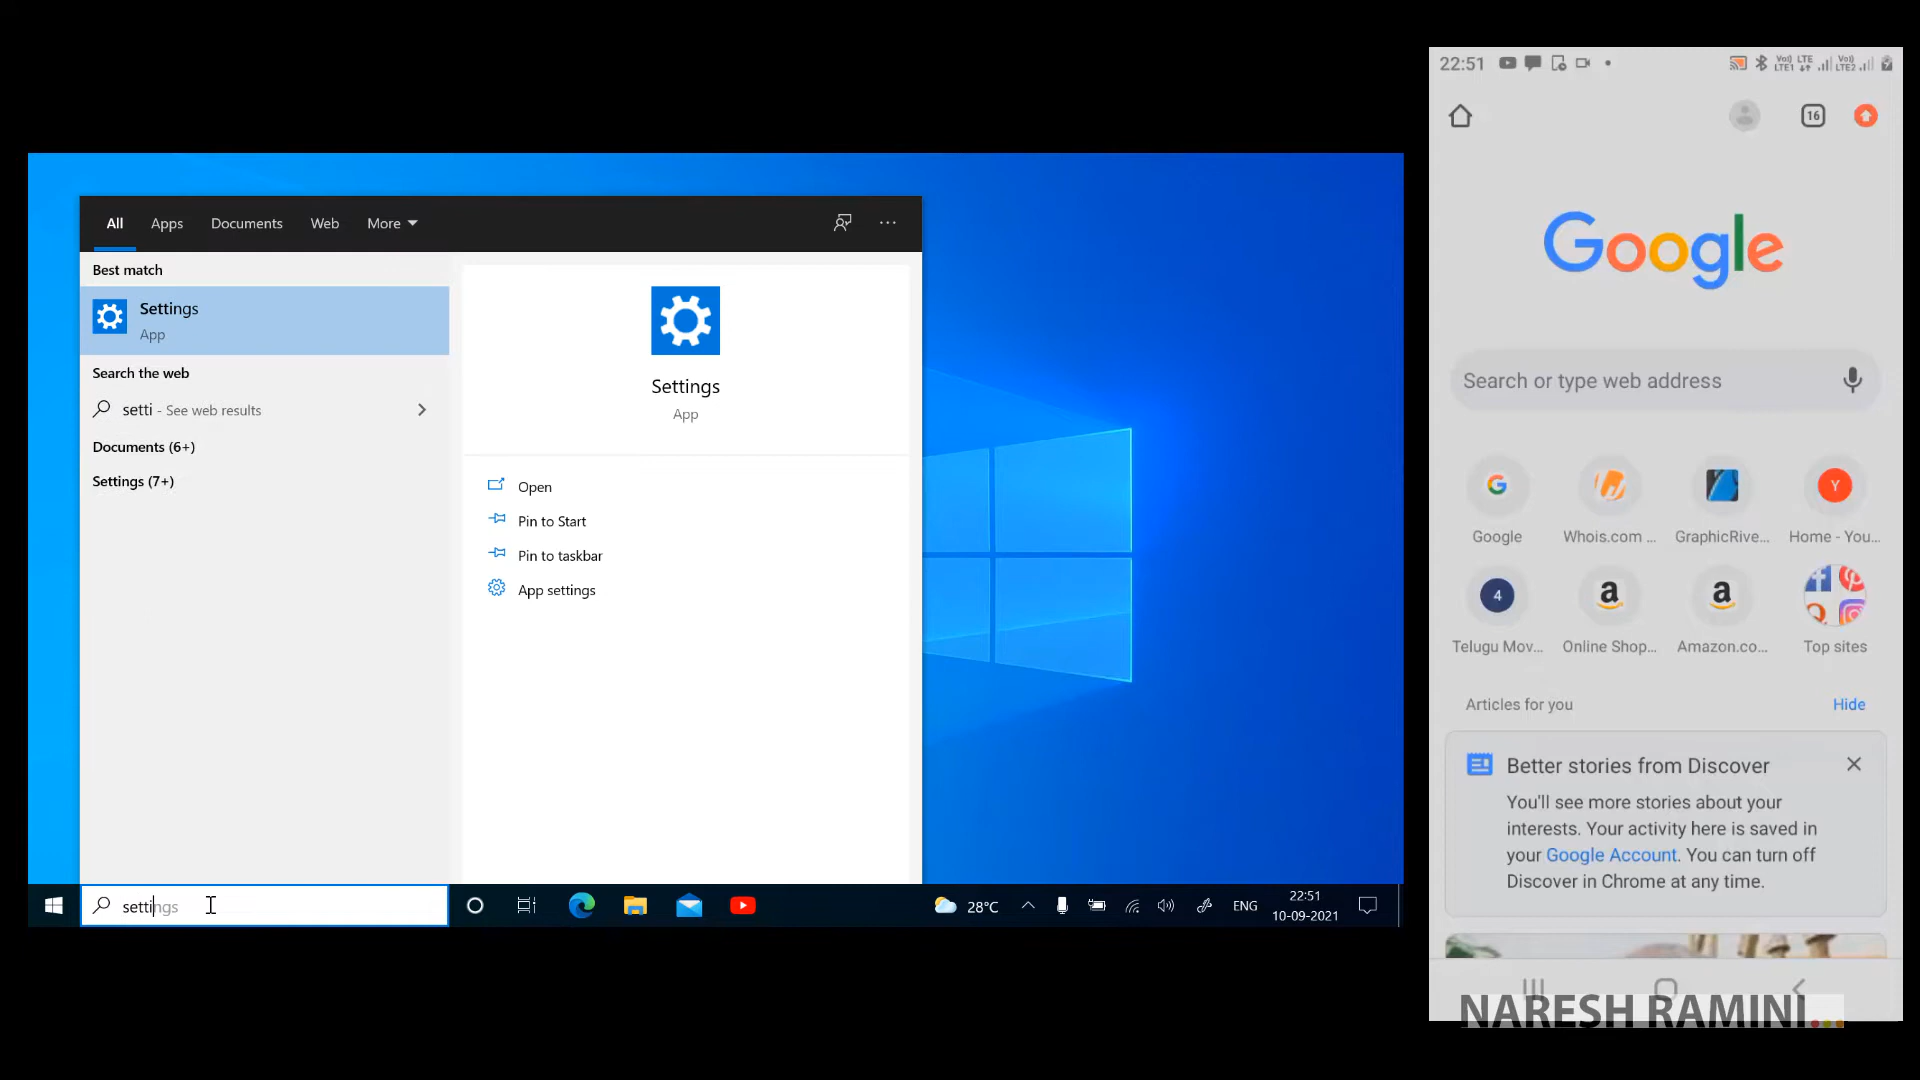 All
Apps
Documents
Web
More
Best match
Settings
App
Search the web
setti - See web results
Documents (6+)
Settings (7+)
Settings
App
Open
Pin to Start
Pin to taskbar
App settings
settings
28°C
ENG
22:51
10-09-2021
22:51
Vo) LTE
LTE1
Vo)
LTE2
16
Google
Search or type web address
G
Y
Google
Whois.com ...
GraphicRive...
Home - You...
4
a
a
Telugu Mov...
Online Shop...
Amazon.co...
Top sites
Articles for you
Hide
Better stories from Discover
You'll see more stories about your
interests. Your activity here is saved in
your Google Account. You can turn off
Discover in Chrome at any time.
NARESH RAMINI...